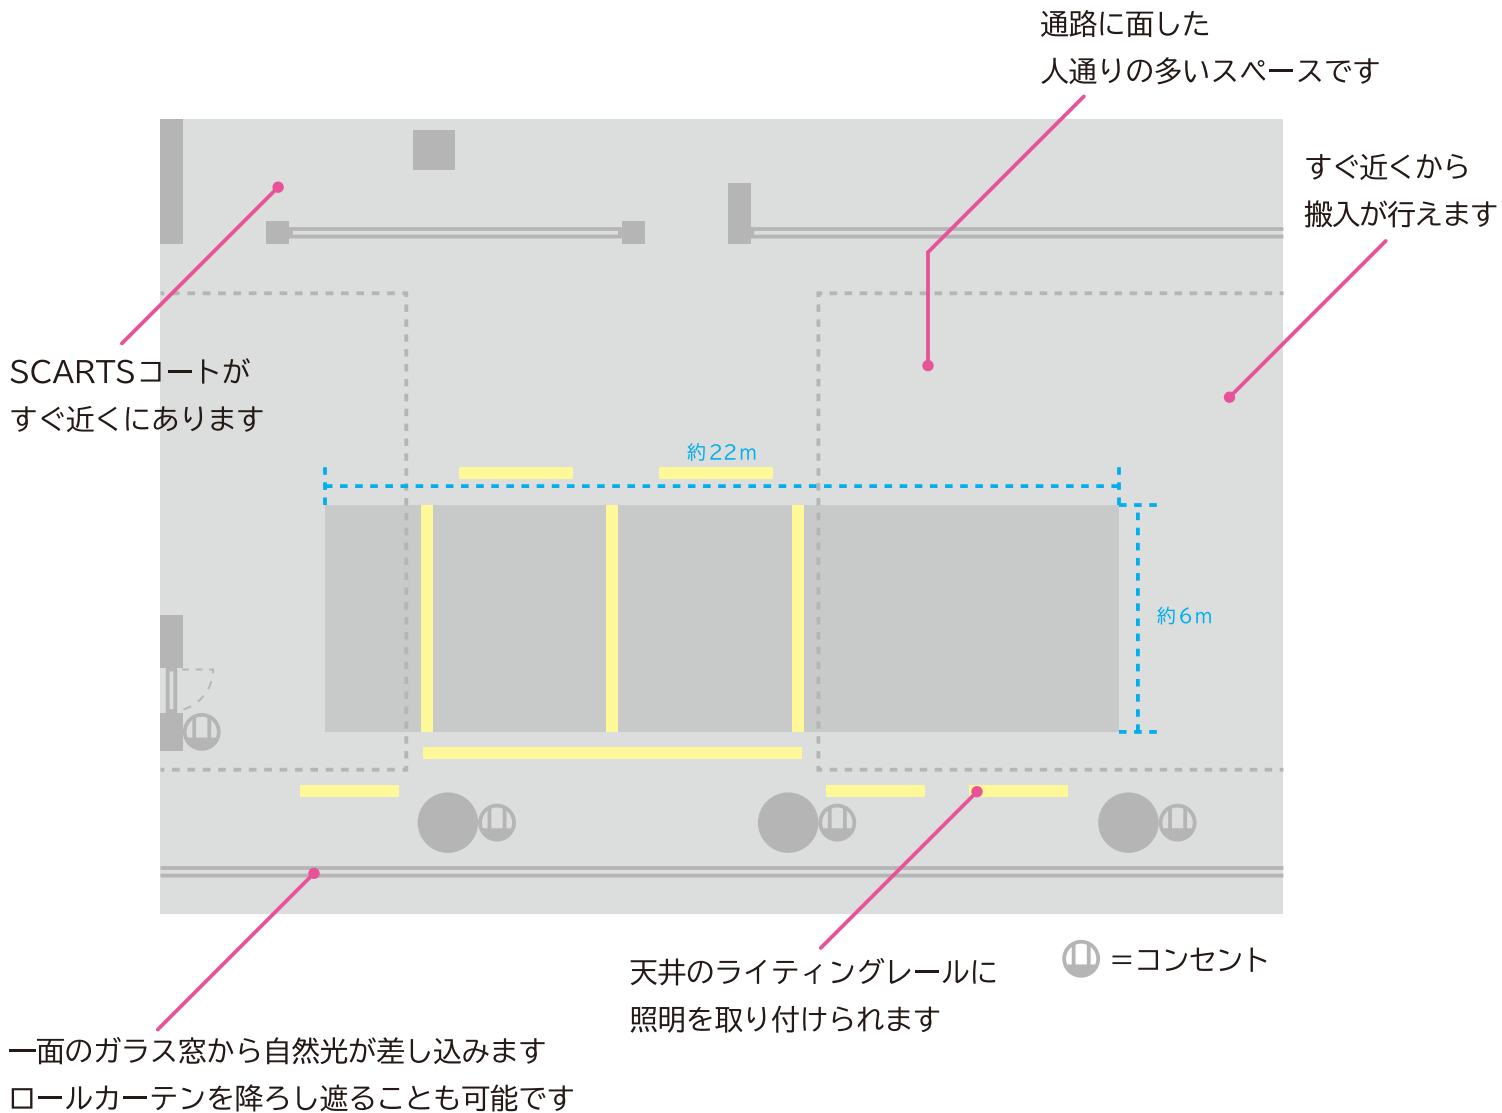 通路に面した
人通りの多いスペースです
すぐ近くから
搬入が行えます
SCARTSコートが
すぐ近くにあります
約22m
約6m
天井のライティングレールに
照明を取り付けられます
=コンセント
一面のガラス窓から自然光が差し込みます
ロールカーテンを降ろし遮ることも可能です